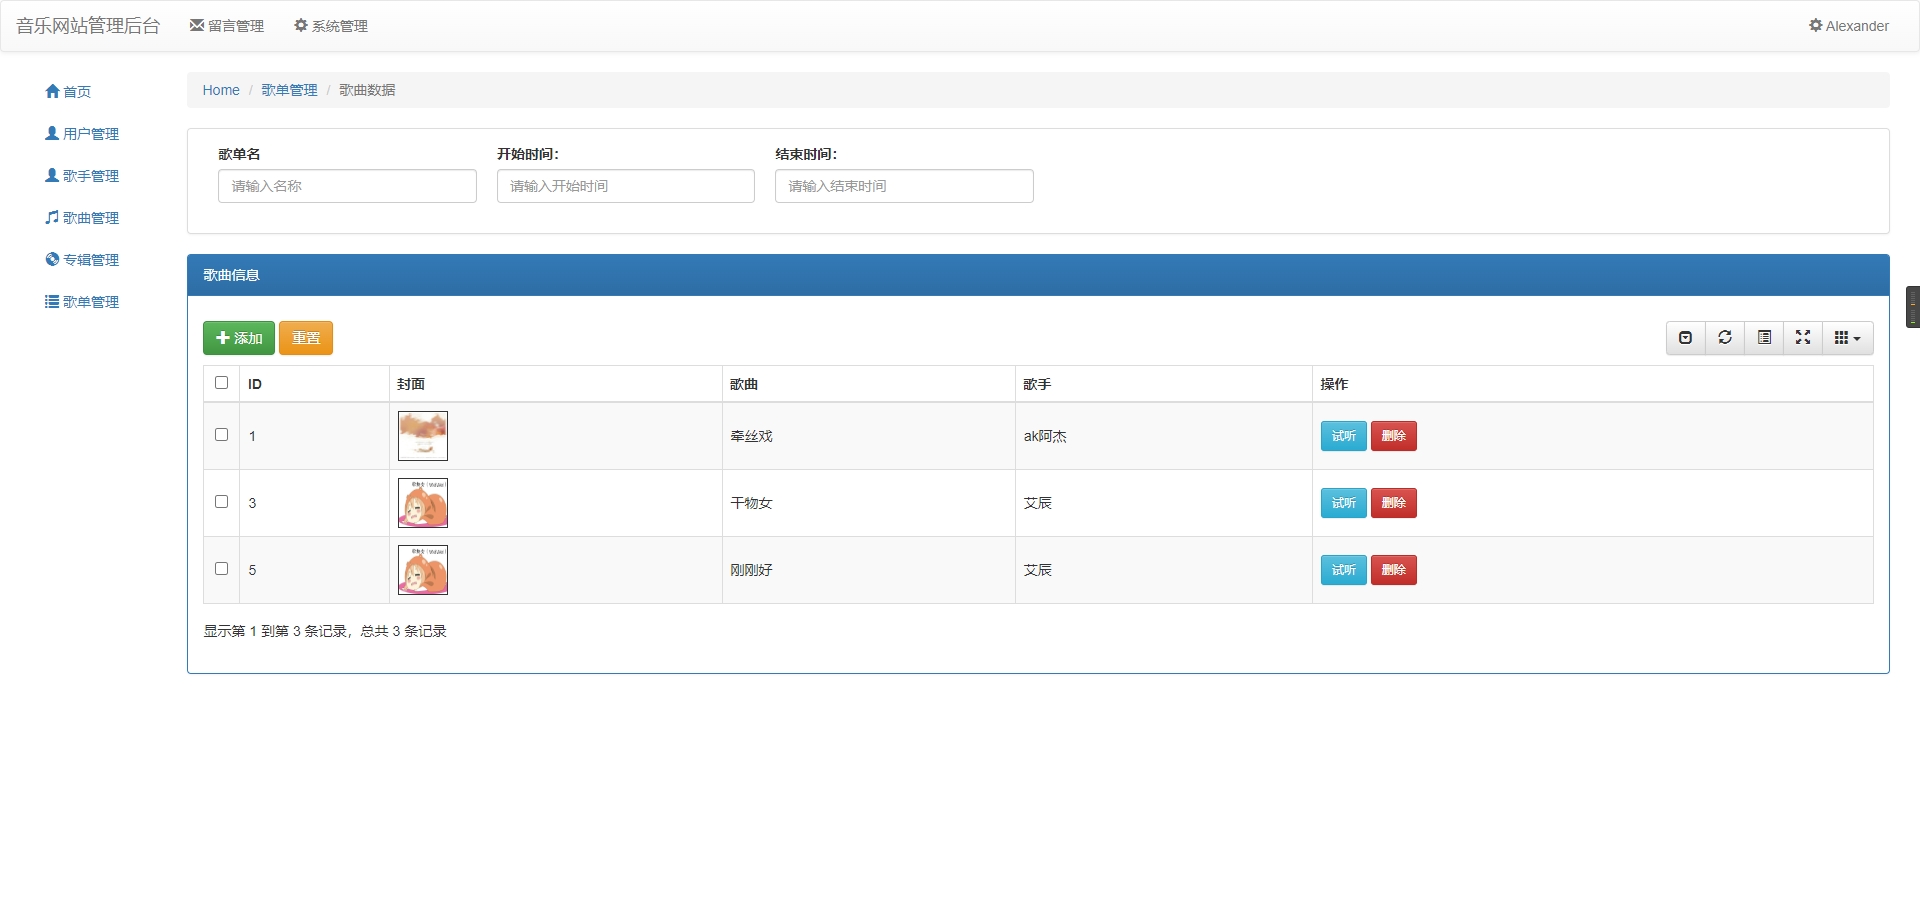 音乐网站管理后台 留言管理 系统管理 Alexander
首页
用户管理
歌手管理
歌曲管理
专辑管理
歌单管理
Home / 歌单管理 / 歌曲数据
歌单名 开始时间： 结束时间：
请输入名称 请输入开始时间 请输入结束时间
歌曲信息
添加 重置
ID 封面 歌曲 歌手 操作
1 牵丝戏 ak阿杰 试听 删除
3 干物女 艾辰 试听 删除
5 刚刚好 艾辰 试听 删除
显示第 1 到第 3 条记录，总共 3 条记录